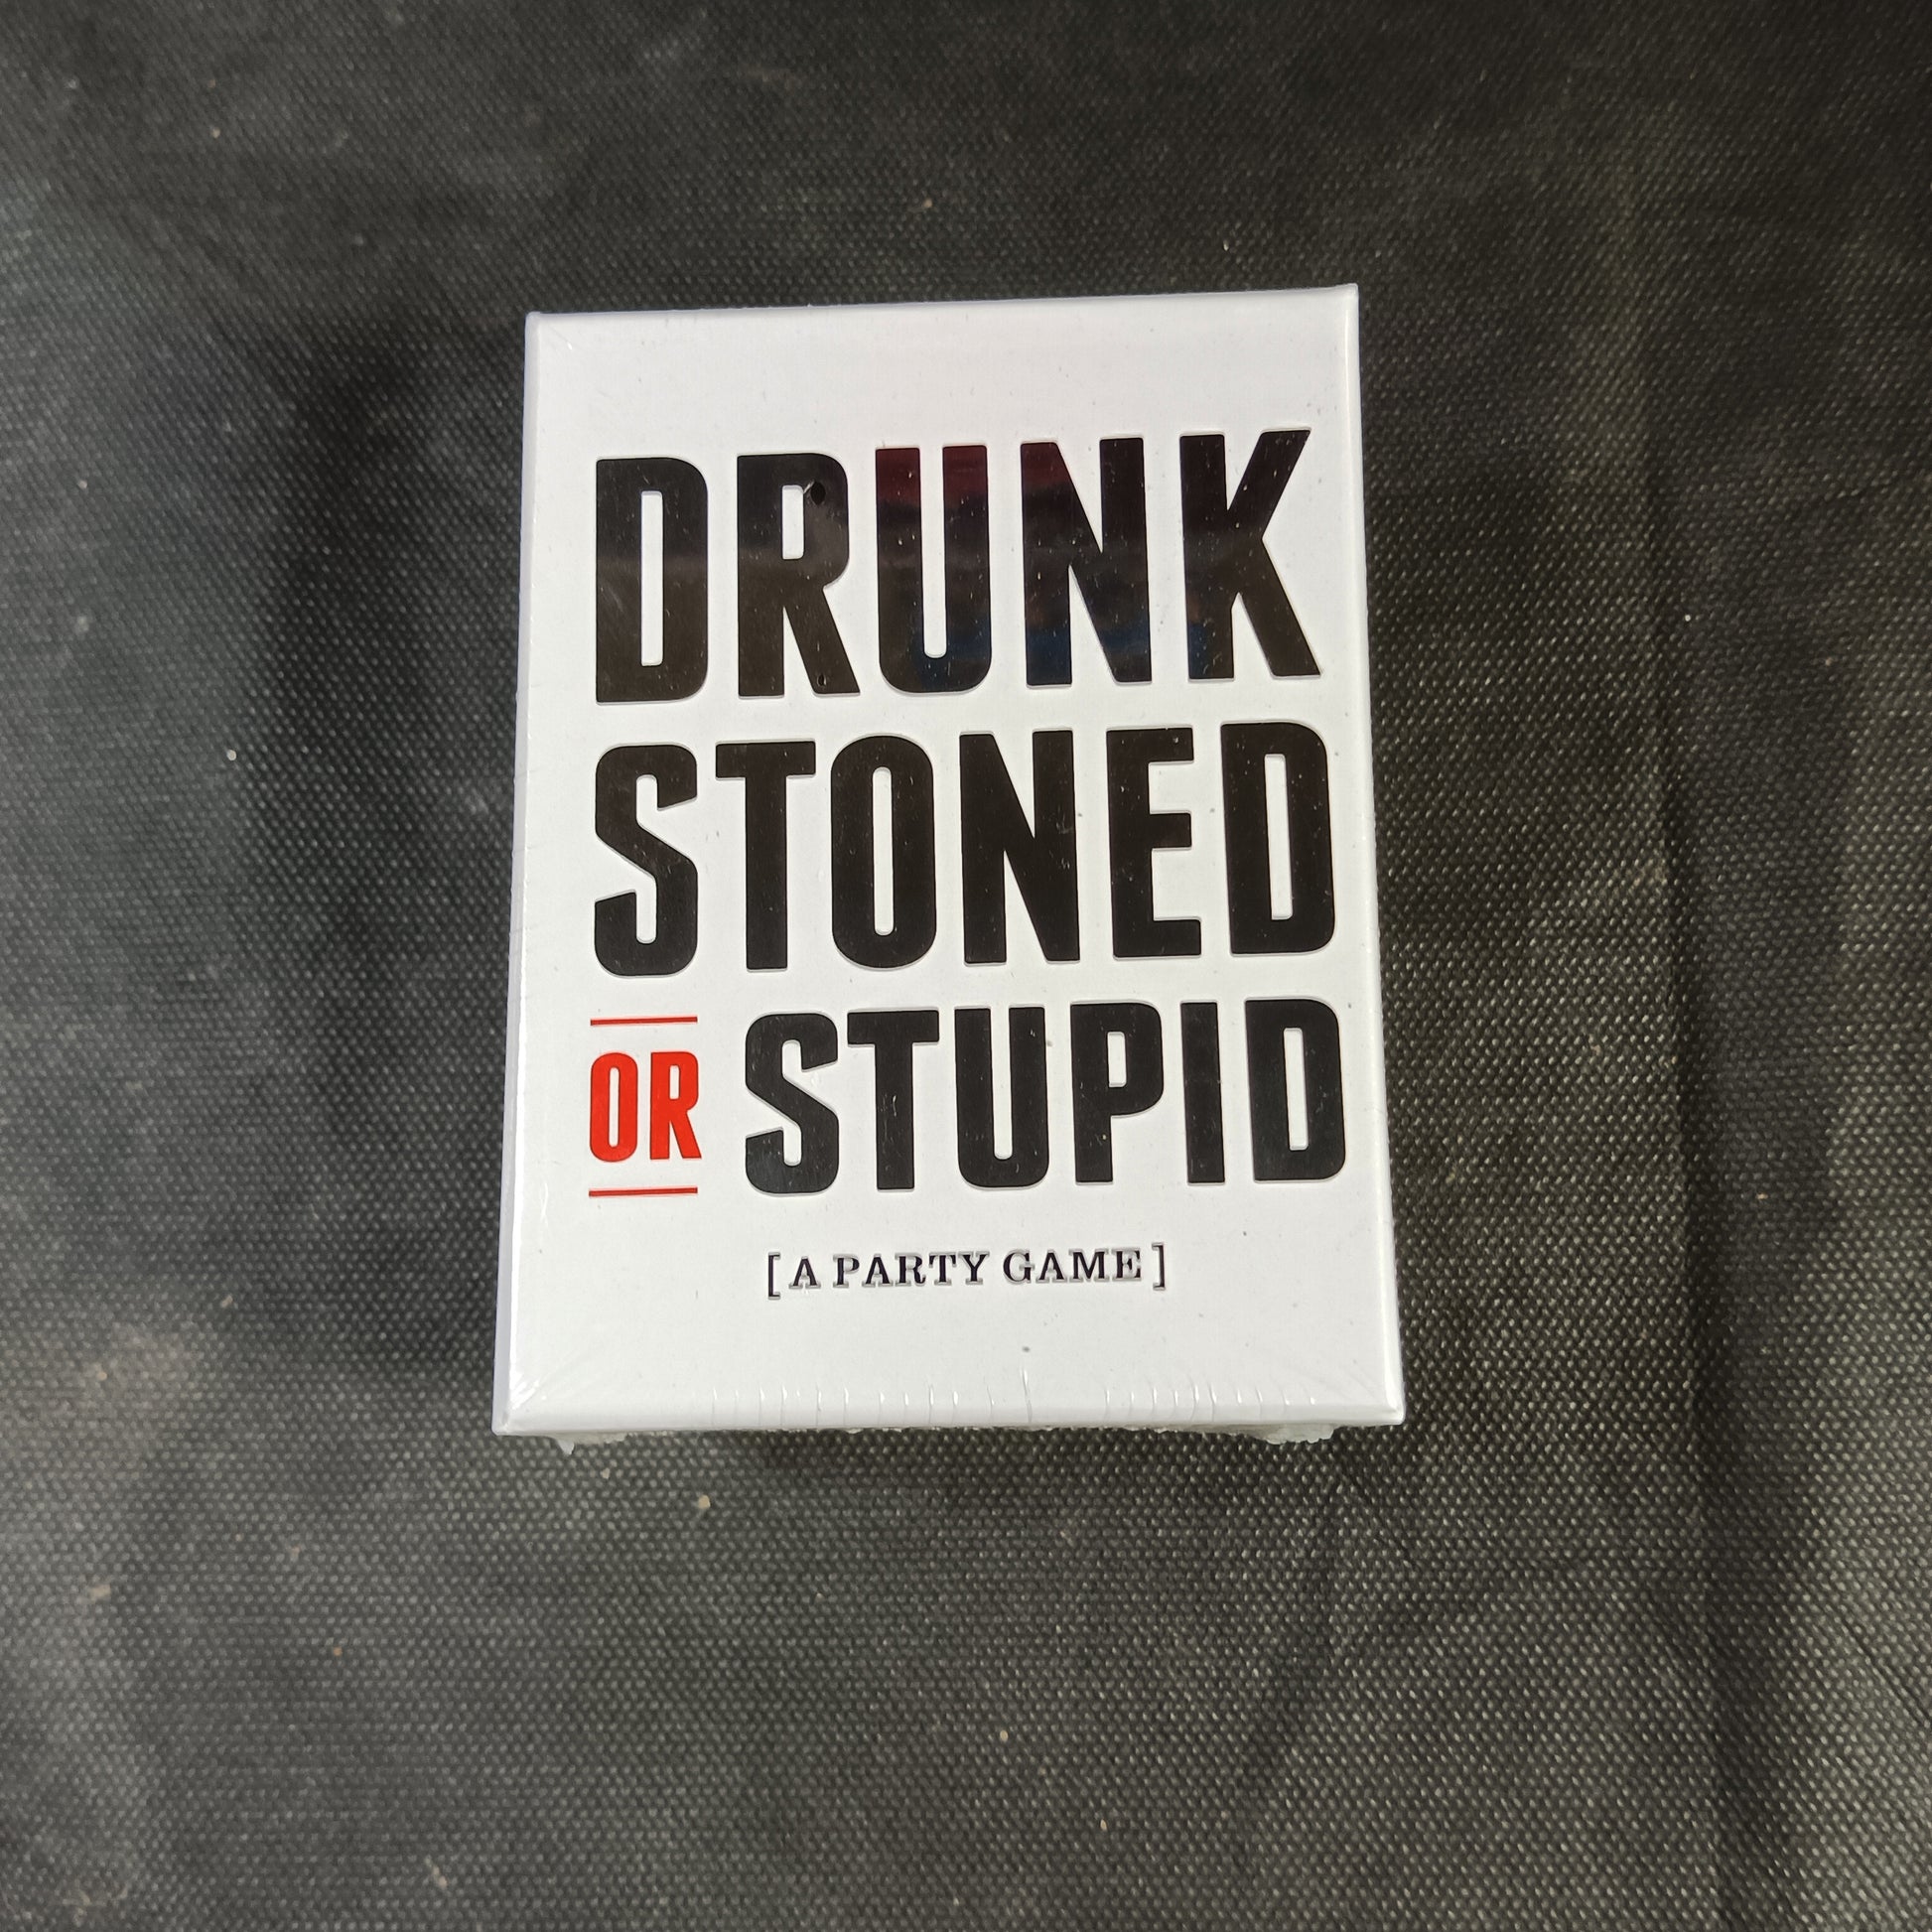 DRUNK
STONED
OR STUPID
[A PARTY GAME]